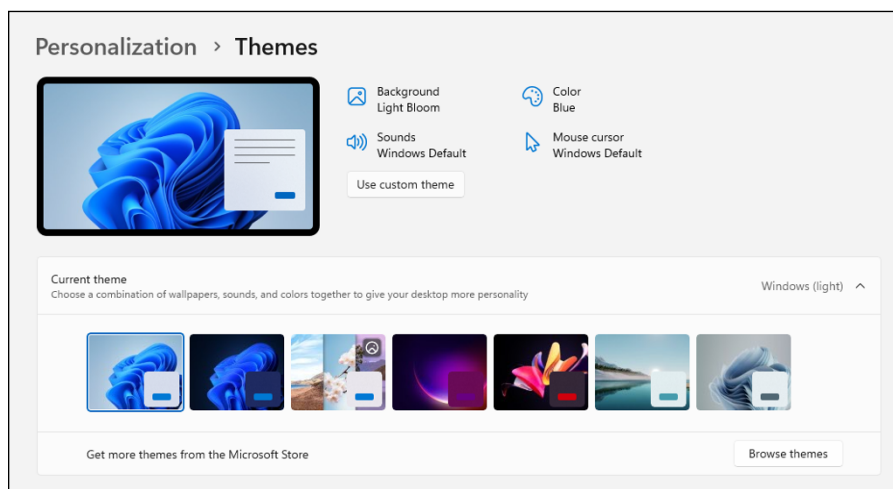 Personalization > Themes
Background
Light Bloom
Color
Blue
Sounds
Windows Default
Mouse cursor
Windows Default
Use custom theme
Current theme
Choose a combination of wallpapers, sounds, and colors together to give your desktop more personality
Windows (light)
Get more themes from the Microsoft Store
Browse themes